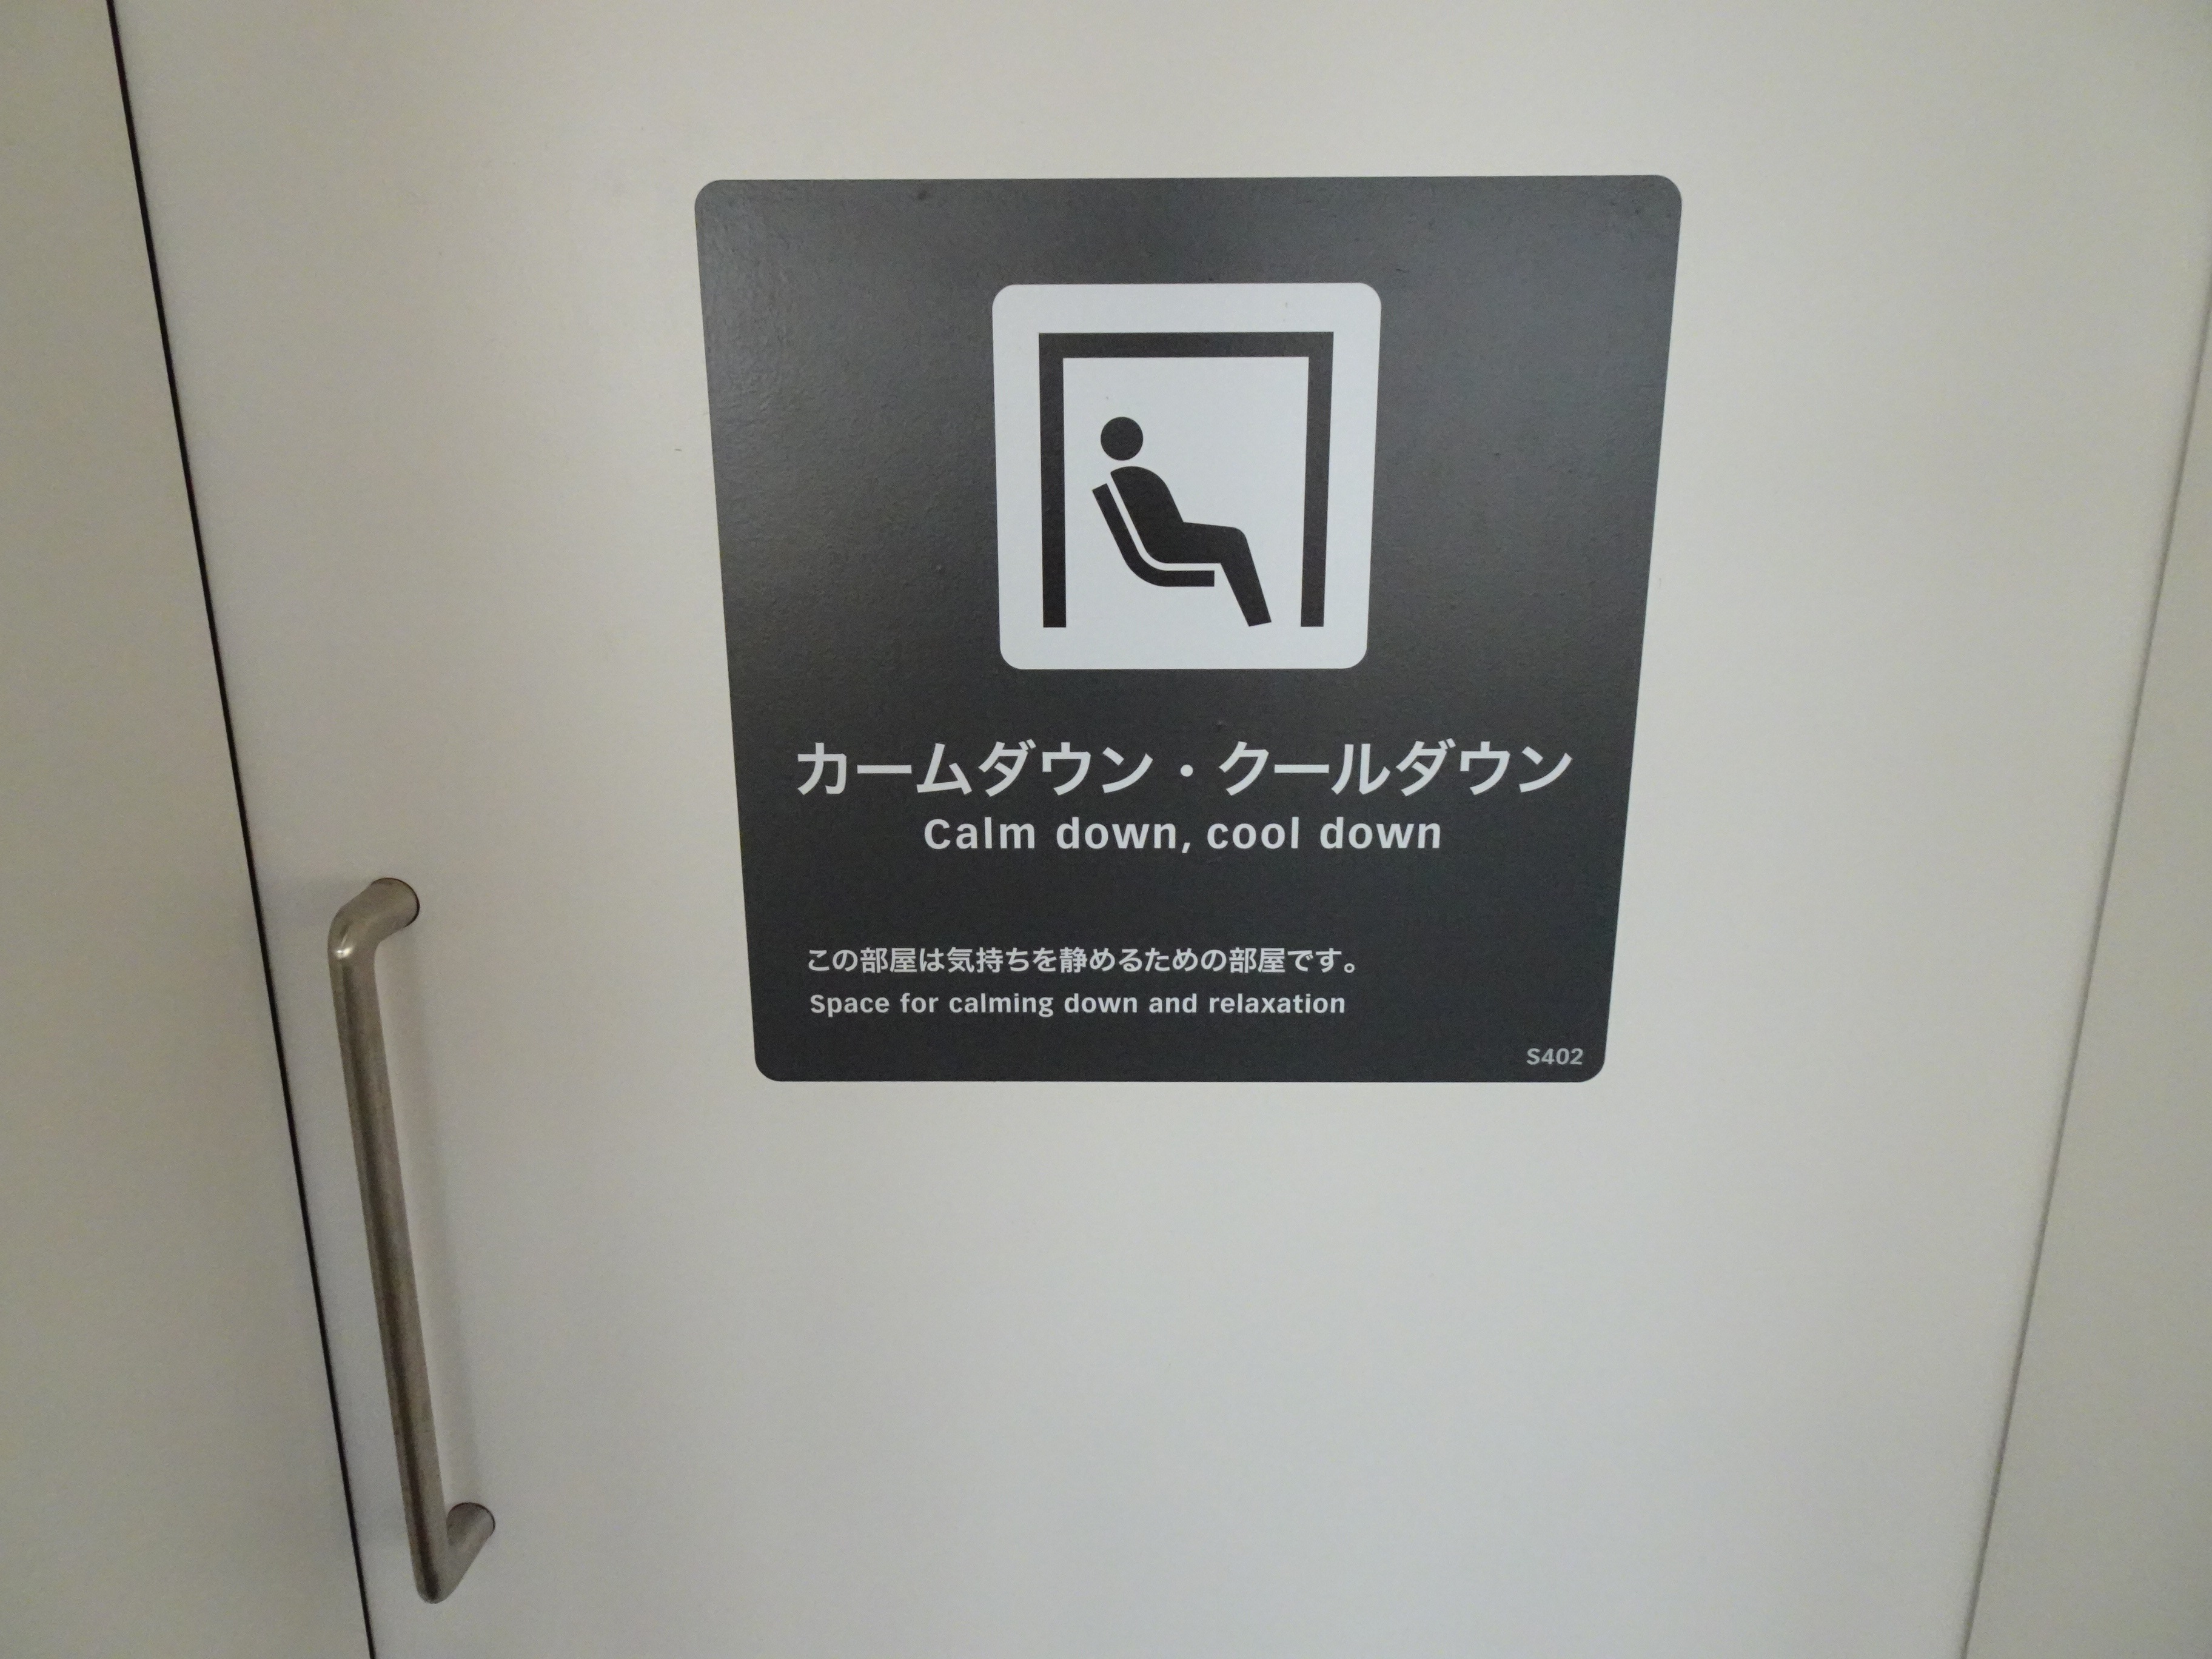 カームダウン・クールダウン
Calm down, cool down
この部屋は気持ちを静めるための部屋です。
Space for calming down and relaxation
S402